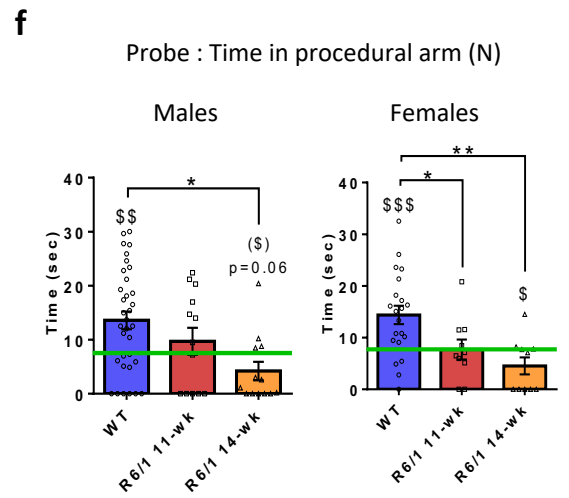 f
Probe : Time in procedural arm (N)
Males
Females
Time (sec)
40
30
20
10
0
$$
*
($)
p=0.06
WT
R6/1 11-wk
R6/1 14-wk
Time (sec)
40
30
20
10
0
$$$
*
**
$
WT
R6/1 11-wk
R6/1 14-wk